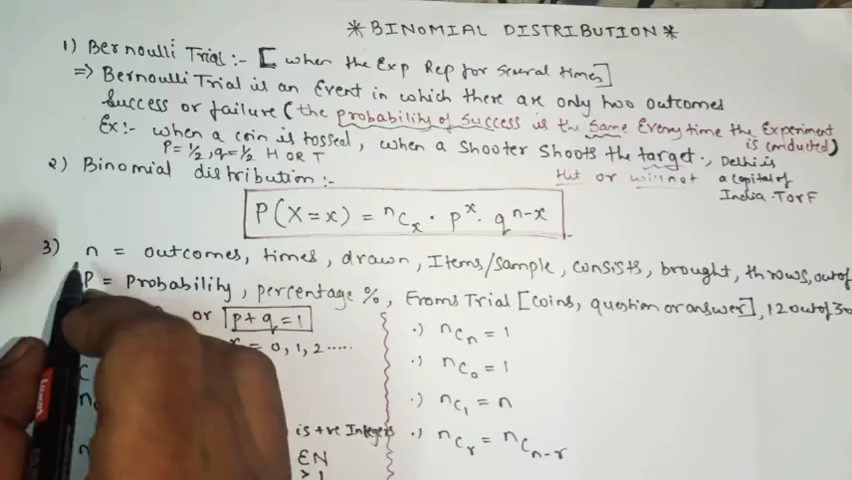 *BINOMIAL DISTRIBUTION*
1) Bernoulli Trial :- [ when the Exp Rep for several times]
⇒ Bernoulli Trial is an Event in which there are only two outcomes
Success or failure ( the probability of success is the same Every time the Experiment
is conducted)
Ex:- when a coin is tossed, when a shooter shoots the target., Delhi is
P=1/2, q=1/2 H OR T
Hit or will not a capital of
India. T or F
2) Binomial distribution :-
P(X=x) = nCx · p^x · q^n-x
3) n = outcomes, times, drawn, Items/Sample, consists, brought, throws, out of
P = Probability, percentage %, From's Trial [coins, question or answer], 12 out of 30
or p+q=1
= 0, 1, 2 .....
C
n
n
is +ve Integers
EN
> 1
·) nCn = 1
·) nC0 = 1
·) nC1 = n
·) nCr = nCn-r